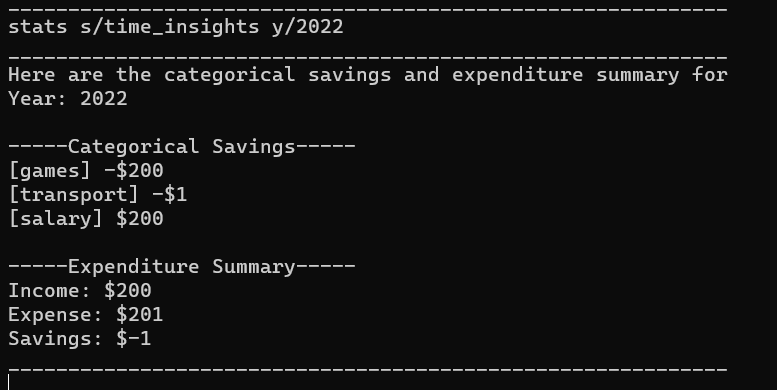 ____________________________________________________________
stats s/time_insights y/2022
____________________________________________________________
Here are the categorical savings and expenditure summary for
Year: 2022

-----Categorical Savings-----
[games] -$200
[transport] -$1
[salary] $200

-----Expenditure Summary-----
Income: $200
Expense: $201
Savings: $-1
____________________________________________________________